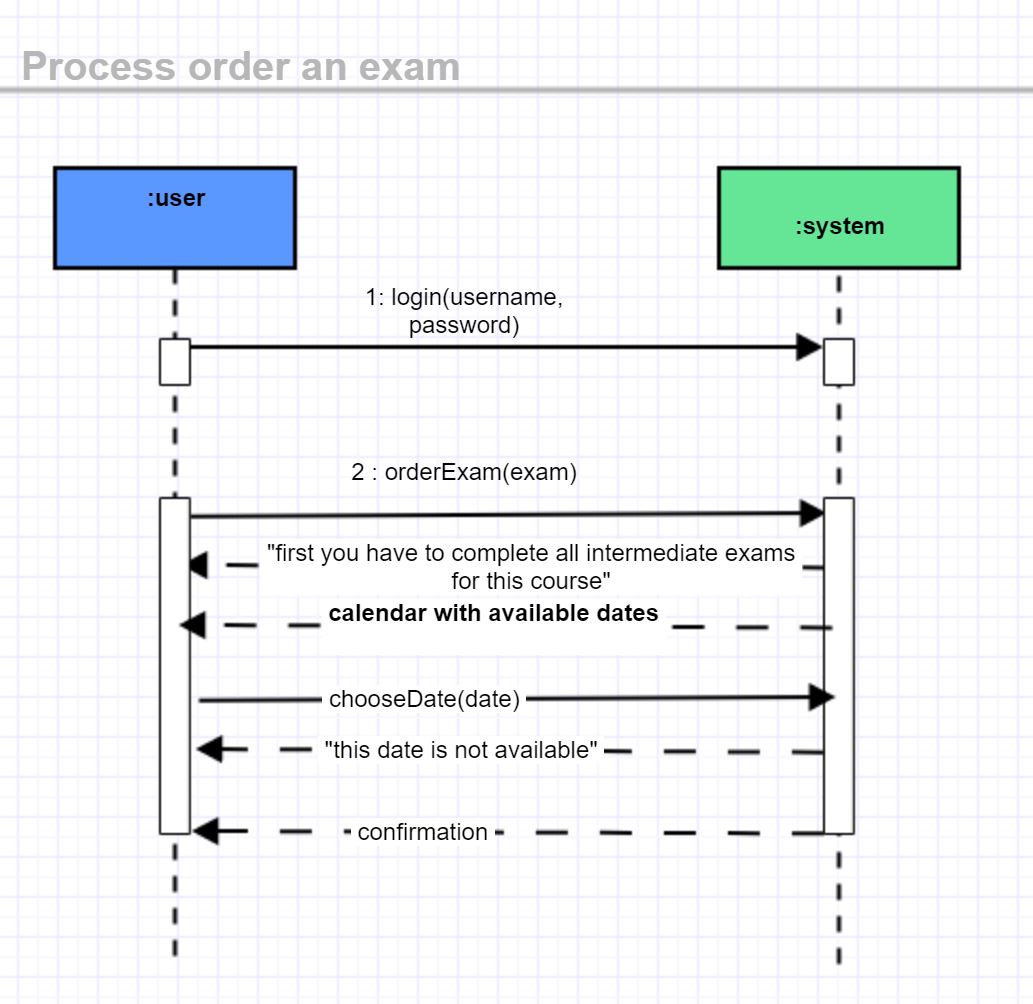 Process order an exam
:user
:system
1: login(username,
password)
2 : orderExam(exam)
"first you have to complete all intermediate exams
for this course"
calendar with available dates
chooseDate(date)
"this date is not available"
confirmation